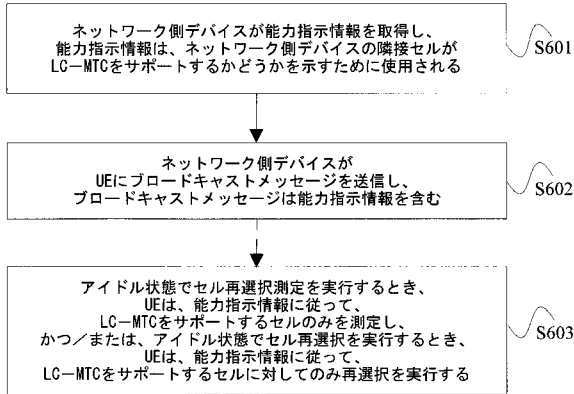 ネットワーク側デバイスが能力指示情報を取得し、
能力指示情報は、ネットワーク側デバイスの隣接セルが
LC－MTCをサポートするかどうかを示すために使用される
S601
ネットワーク側デバイスが
UEにブロードキャストメッセージを送信し、
ブロードキャストメッセージは能力指示情報を含む
S602
アイドル状態でセル再選択測定を実行するとき、
UEは、能力指示情報に従って、
LC－MTCをサポートするセルのみを測定し、
かつ／または、アイドル状態でセル再選択を実行するとき、
UEは、能力指示情報に従って、
LC－MTCをサポートするセルに対してのみ再選択を実行する
S603